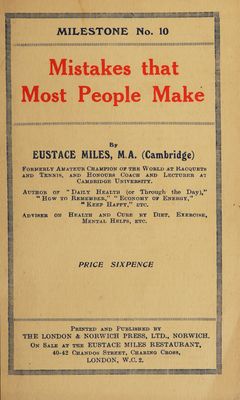 MILESTONE No. 10
Mistakes that
Most People Make
By
EUSTACE MILES, M.A. (Cambridge)
Formerly Amateur Champion of the World at Racquets
and Tennis, and Honours Coach and Lecturer at
Cambridge University.
Author of "Daily Health (or Through the Day),"
"How to Remember," "Economy of Energy,"
"Keep Happy," etc.
Adviser on Health and Cure by Diet, Exercise,
Mental Helps, etc.
PRICE SIXPENCE
Printed and Published by
THE LONDON & NORWICH PRESS, LTD., NORWICH.
On Sale at the EUSTACE MILES RESTAURANT,
40-42 Chandos Street, Charing Cross,
LONDON, W.C. 2.